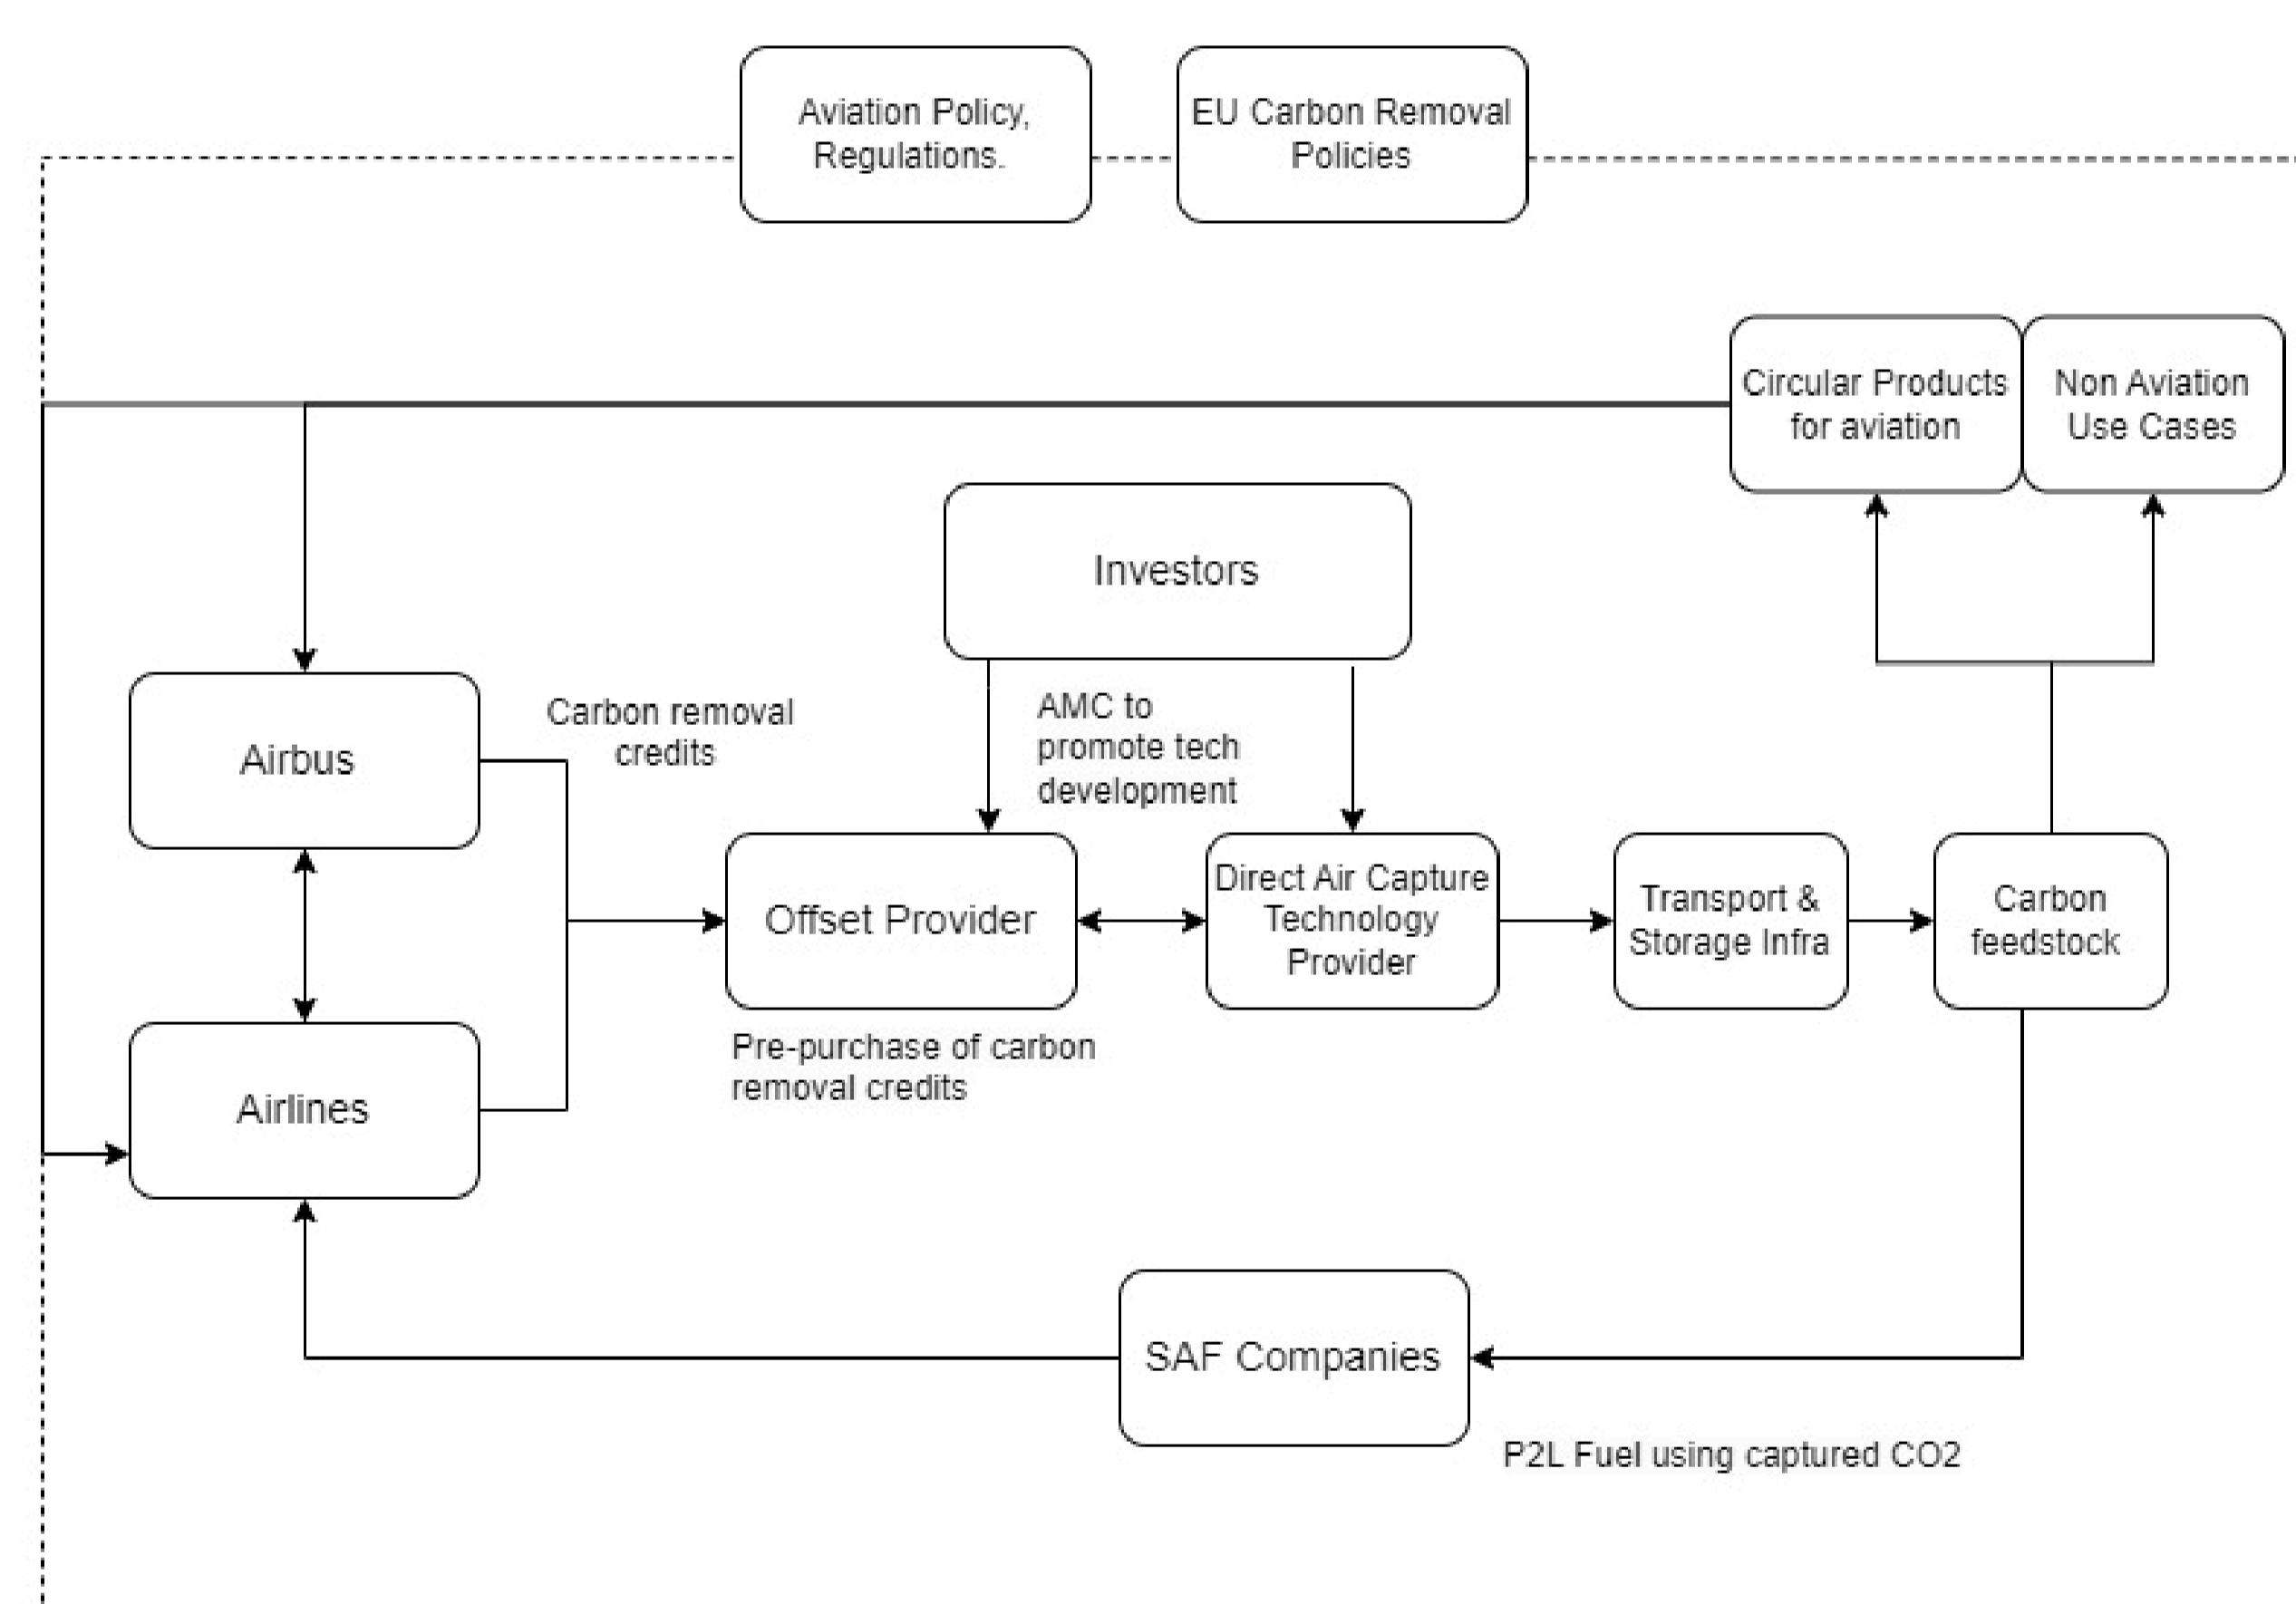 Aviation Policy,
Regulations.
EU Carbon Removal
Policies
Circular Products
for aviation
Non Aviation
Use Cases
Investors
Carbon removal
credits
AMC to
promote tech
development
Airbus
Offset Provider
Direct Air Capture
Technology
Provider
Transport &
Storage Infra
Carbon
feedstock
Pre-purchase of carbon
removal credits
Airlines
SAF Companies
P2L Fuel using captured CO2